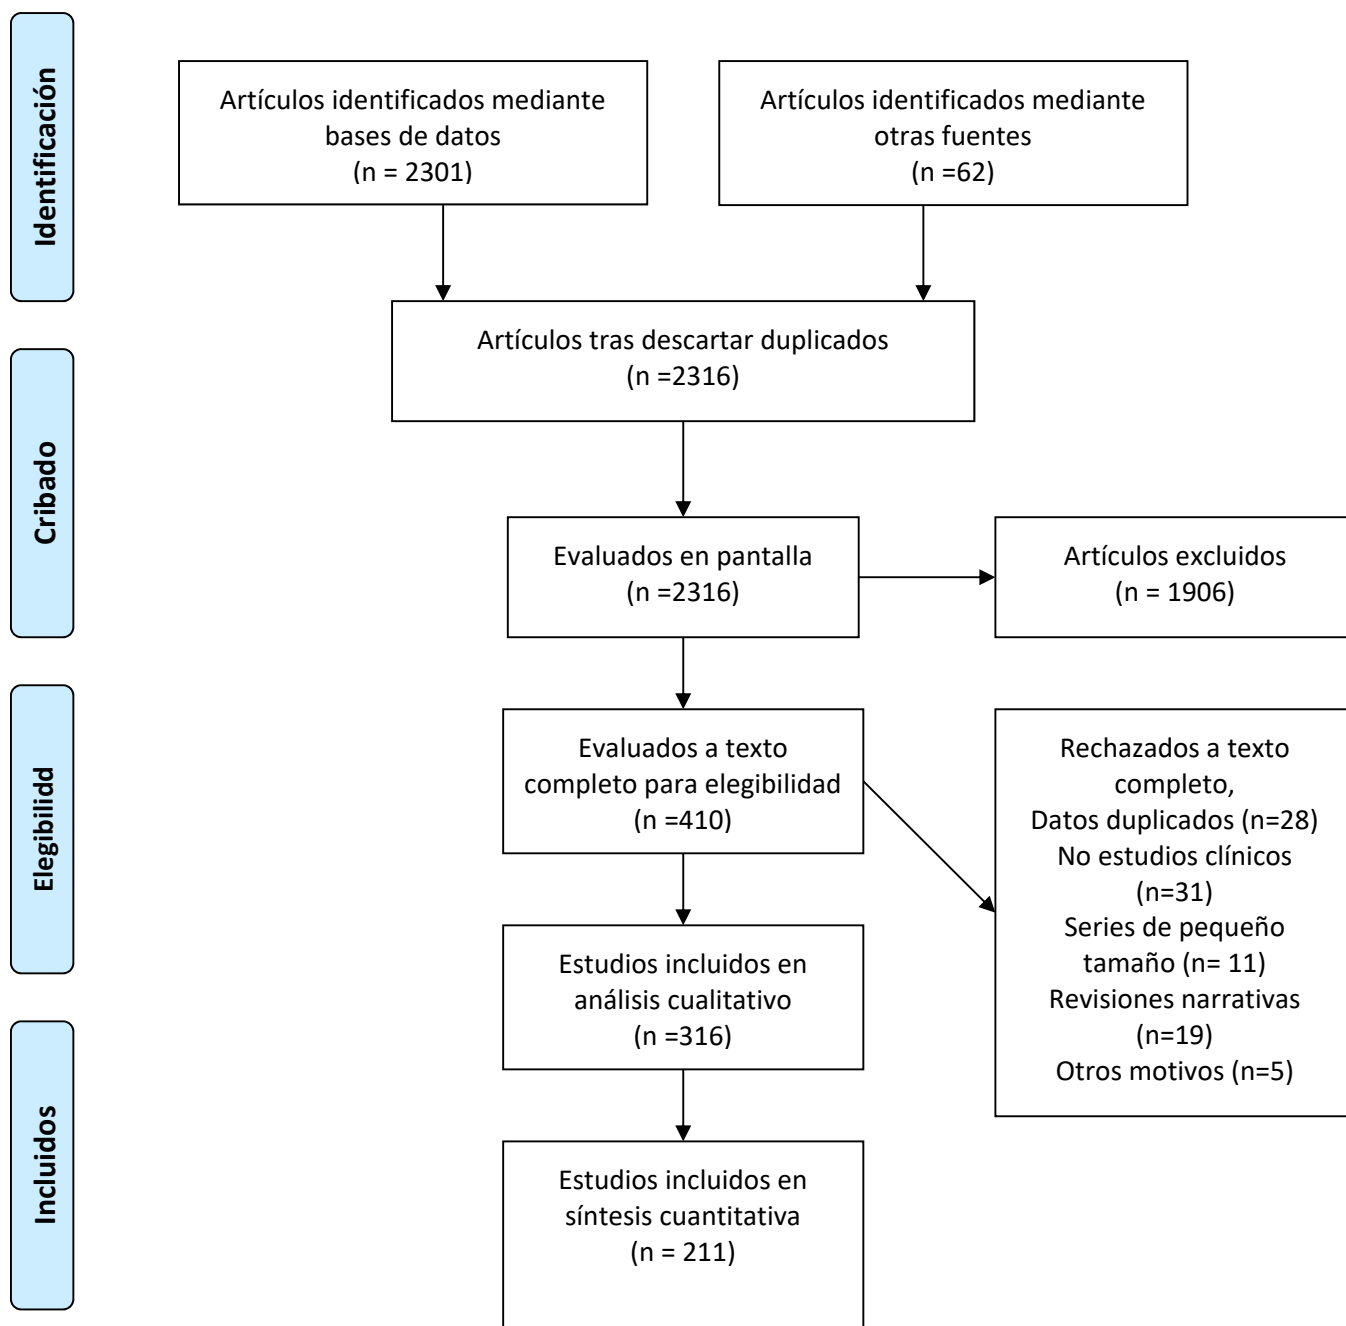 Identificación
Artículos identificados mediante
bases de datos
(n = 2301)
Artículos identificados mediante
otras fuentes
(n =62)
Artículos tras descartar duplicados
(n =2316)
Cribado
Evaluados en pantalla
(n =2316)
Artículos excluidos
(n = 1906)
Elegibilidd
Evaluados a texto
completo para elegibilidad
(n =410)
Rechazados a texto
completo,
Datos duplicados (n=28)
No estudios clínicos
(n=31)
Series de pequeño
tamaño (n= 11)
Revisiones narrativas
(n=19)
Otros motivos (n=5)
Estudios incluidos en
análisis cualitativo
(n =316)
Incluidos
Estudios incluidos en
síntesis cuantitativa
(n = 211)